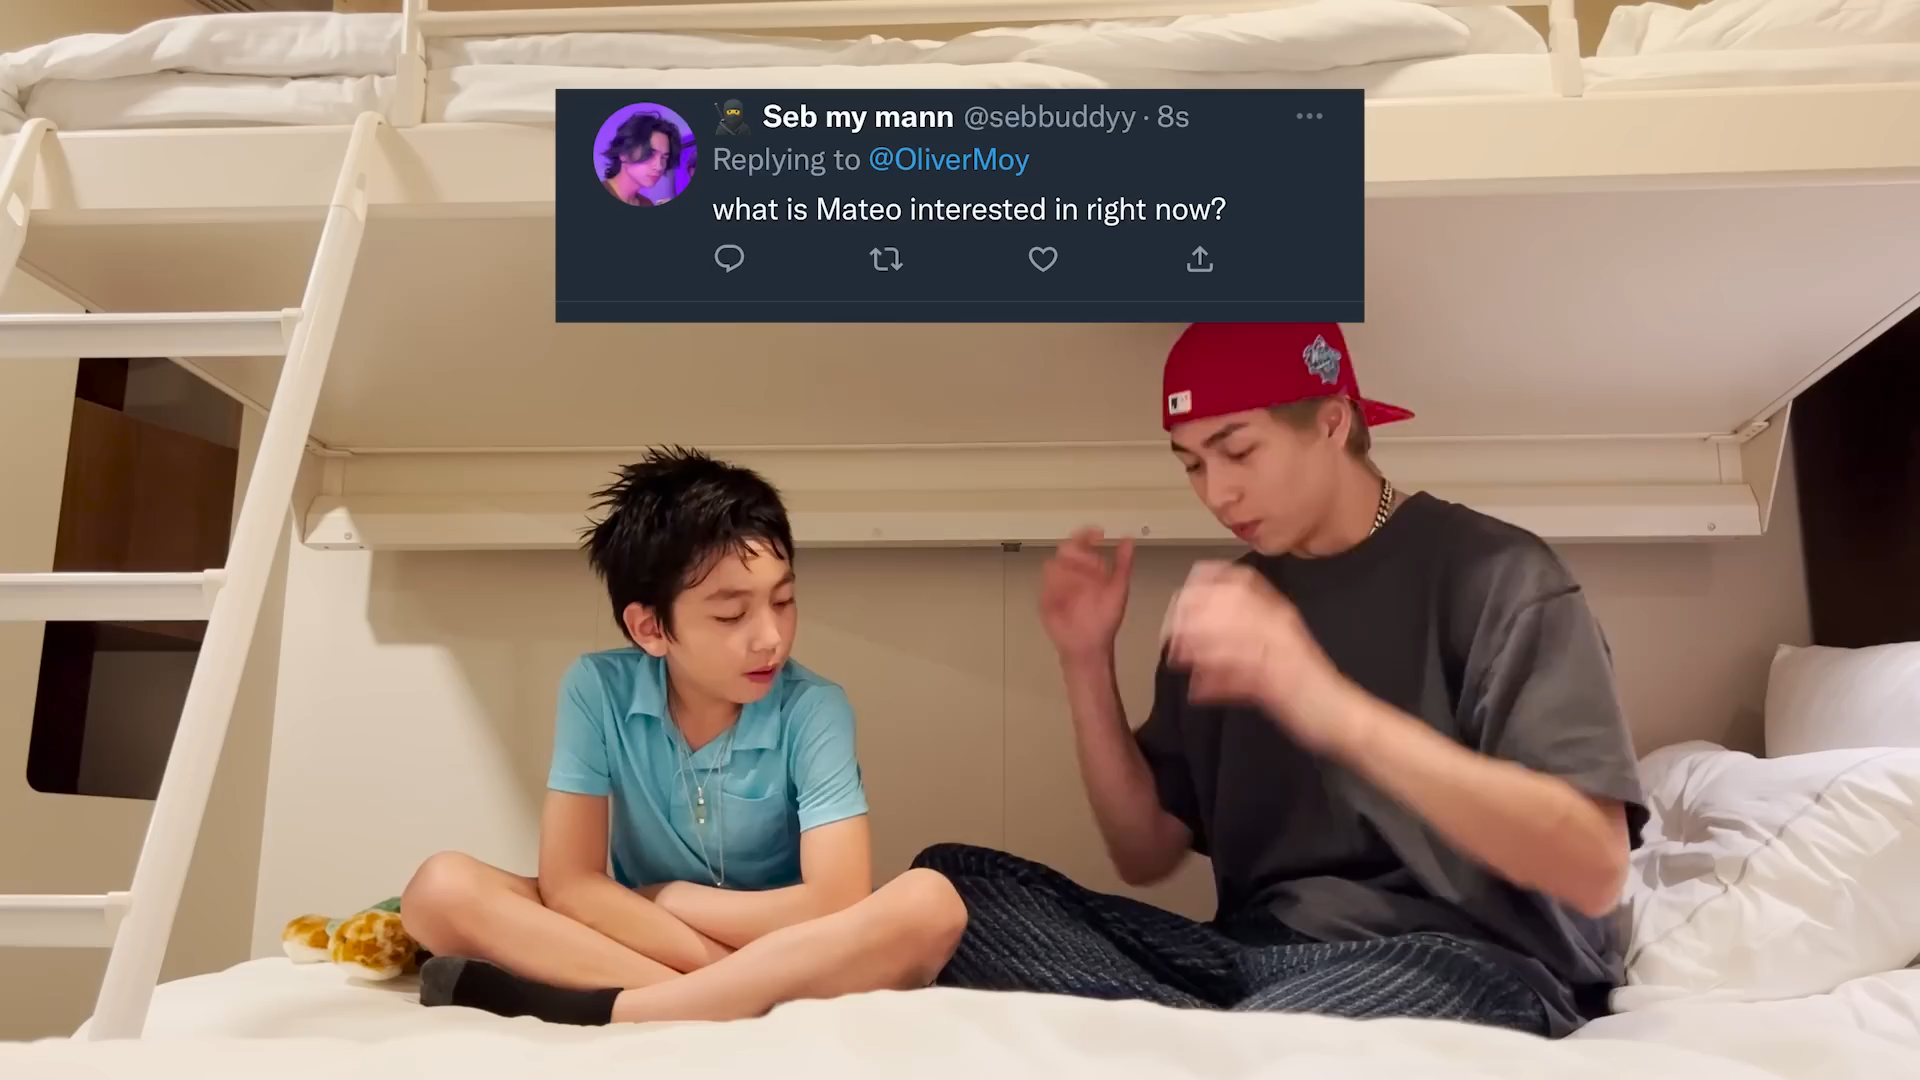 Seb my mann @sebbuddyy · 8s
Replying to @OliverMoy
what is Mateo interested in right now?